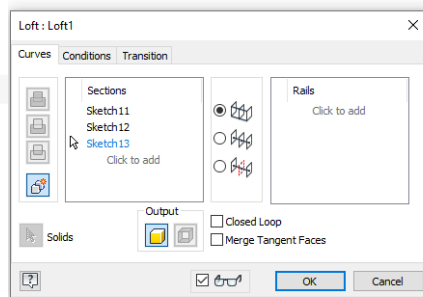 Loft : Loft1
Curves Conditions Transition
Sections
Sketch11
Sketch12
Sketch13
Click to add
Rails
Click to add
Output
Solids
Closed Loop
Merge Tangent Faces
?
OK
Cancel